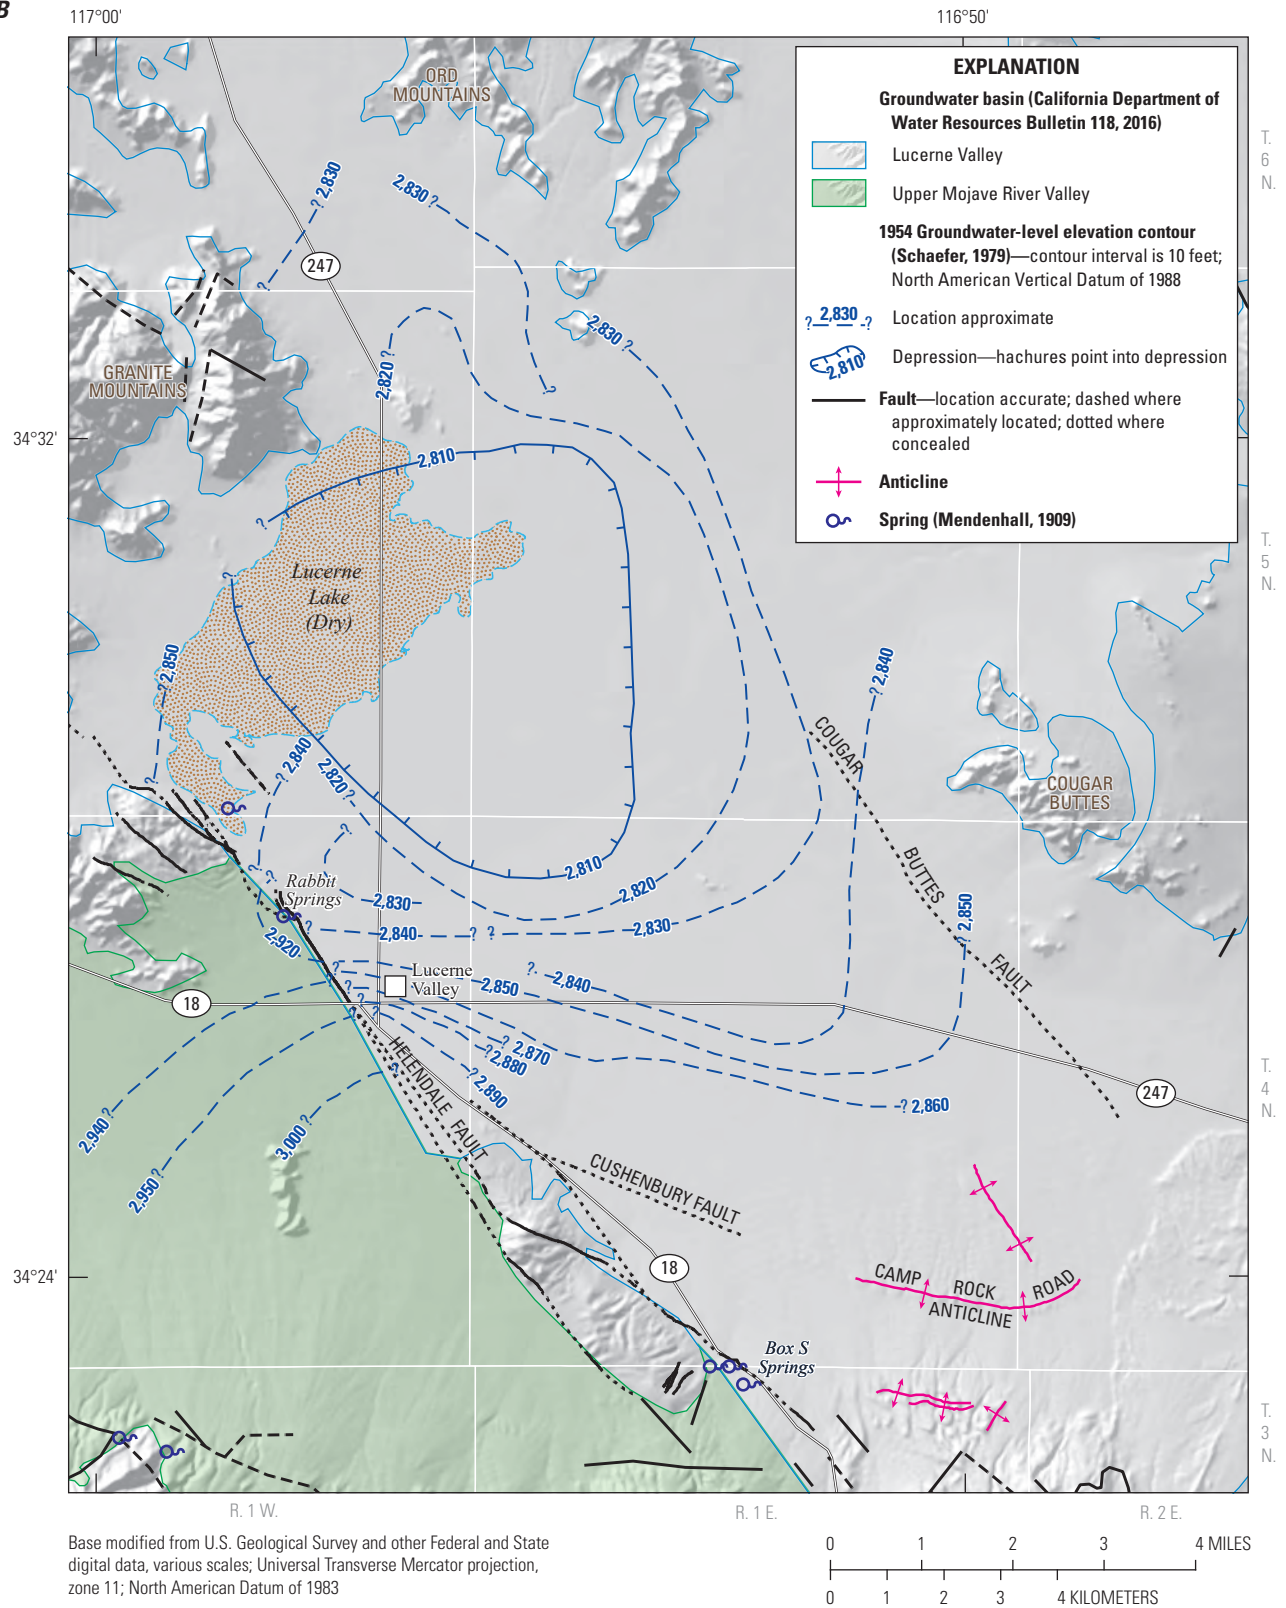 B
117°00'
116°50'
EXPLANATION
Groundwater basin (California Department of
Water Resources Bulletin 118, 2016)
Lucerne Valley
Upper Mojave River Valley
1954 Groundwater-level elevation contour
(Schaefer, 1979)—contour interval is 10 feet;
North American Vertical Datum of 1988
? 2,830 ?
Location approximate
2,810
Depression—hachures point into depression
Fault—location accurate; dashed where
approximately located; dotted where
concealed
Anticline
Spring (Mendenhall, 1909)
T.
6
N.
ORD
MOUNTAINS
? 2,830
2,830 ?
247
?
2,830 ?
2,820 ?
?
GRANITE
MOUNTAINS
34°32'
2,810
?
T.
5
N.
Lucerne
Lake
(Dry)
?
? 2,850
? 2,840
COUGAR
BUTTES
FAULT
COUGAR
BUTTES
? 2,840
2,820 ?
?
?
2,810
2,820
? ?
Rabbit
Springs
2,830
2,840
? ?
2,830
? 2,850
2,920
?
Lucerne
Valley
2,850
?
2,840
18
? 2,870
? 2,880
? 2,890
HELENDALE FAULT
2,940 ?
2,950 ?
3,000 ?
? 2,860
247
T.
4
N.
CUSHENBURY FAULT
18
34°24'
CAMP ROCK ROAD
ANTICLINE
Box S
Springs
T.
3
N.
R. 1 W.
R. 1 E.
R. 2 E.
Base modified from U.S. Geological Survey and other Federal and State
digital data, various scales; Universal Transverse Mercator projection,
zone 11; North American Datum of 1983
0 1 2 3 4 MILES
0 1 2 3 4 KILOMETERS